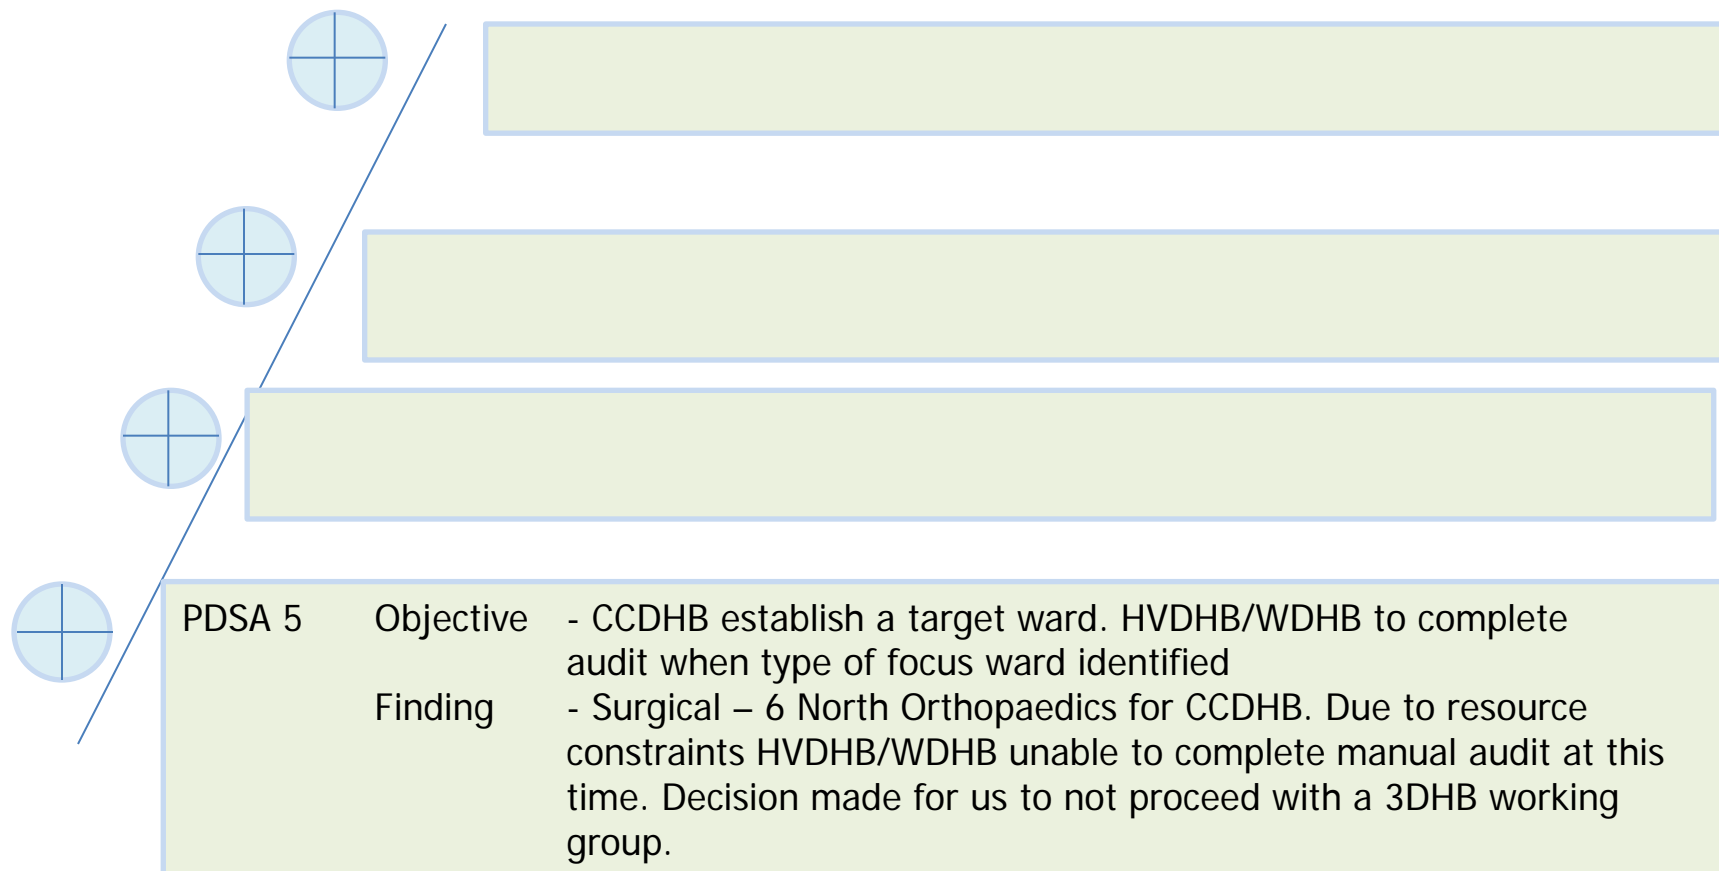 PDSA 5 Objective - CCDHB establish a target ward. HVDHB/WDHB to complete
audit when type of focus ward identified
Finding - Surgical – 6 North Orthopaedics for CCDHB. Due to resource
constraints HVDHB/WDHB unable to complete manual audit at this
time. Decision made for us to not proceed with a 3DHB working
group.